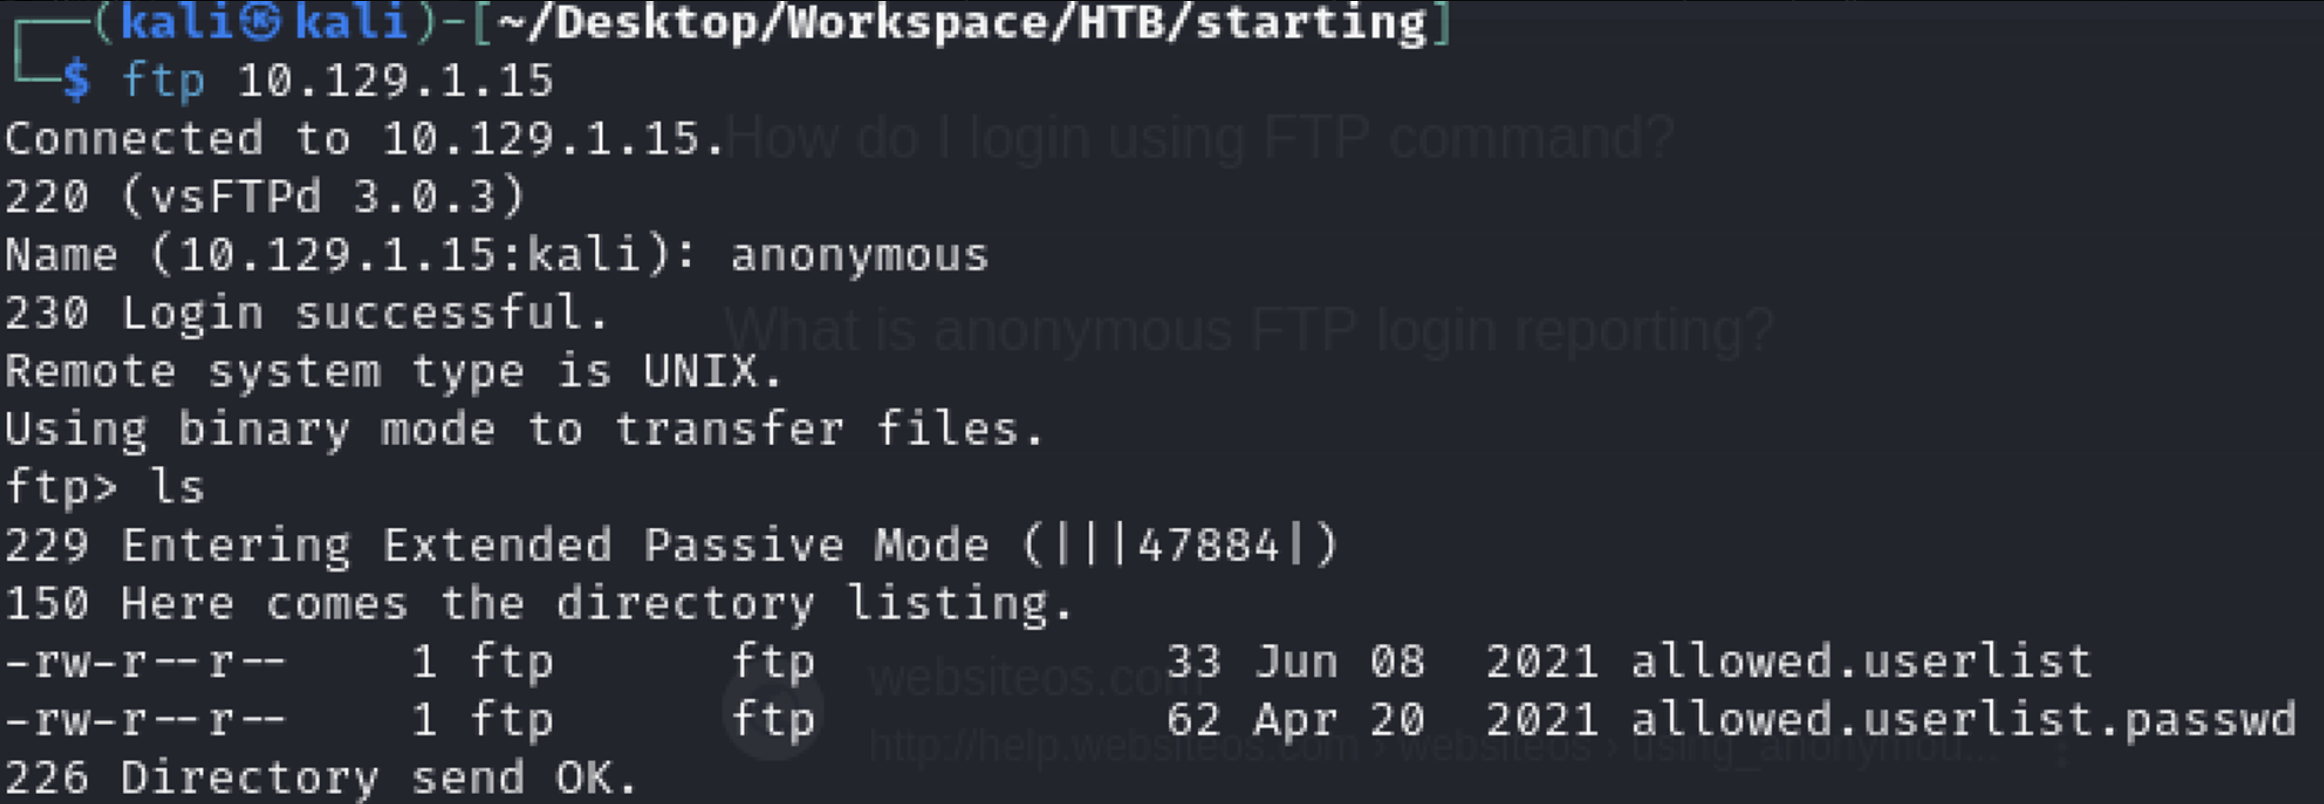 ┌──(kali㉿kali)-[~/Desktop/Workspace/HTB/starting]
└─$ ftp 10.129.1.15
Connected to 10.129.1.15.
How do I login using FTP command?
220 (vsFTPd 3.0.3)
Name (10.129.1.15:kali): anonymous
230 Login successful.
What is anonymous FTP login reporting?
Remote system type is UNIX.
Using binary mode to transfer files.
ftp> ls
229 Entering Extended Passive Mode (|||47884|)
150 Here comes the directory listing.
-rw-r--r-- 1 ftp ftp 33 Jun 08 2021 allowed.userlist
websiteos.com
-rw-r--r-- 1 ftp ftp 62 Apr 20 2021 allowed.userlist.passwd
http://help.websiteos.com › websiteos › using_anonymou...
226 Directory send OK.